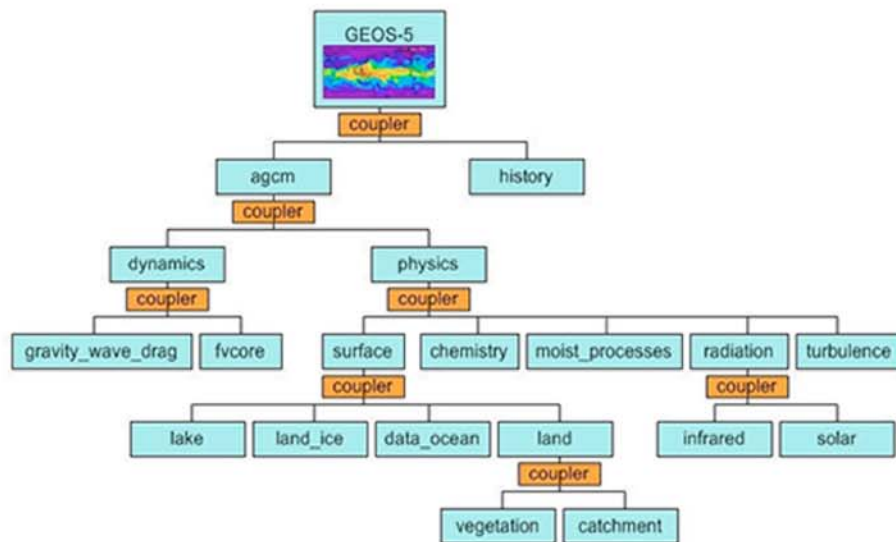 GEOS-5
coupler
agcm
history
coupler
dynamics
physics
coupler
coupler
gravity_wave_drag
fvcore
surface
chemistry
moist_processes
radiation
turbulence
coupler
coupler
lake
land_ice
data_ocean
land
infrared
solar
coupler
vegetation
catchment